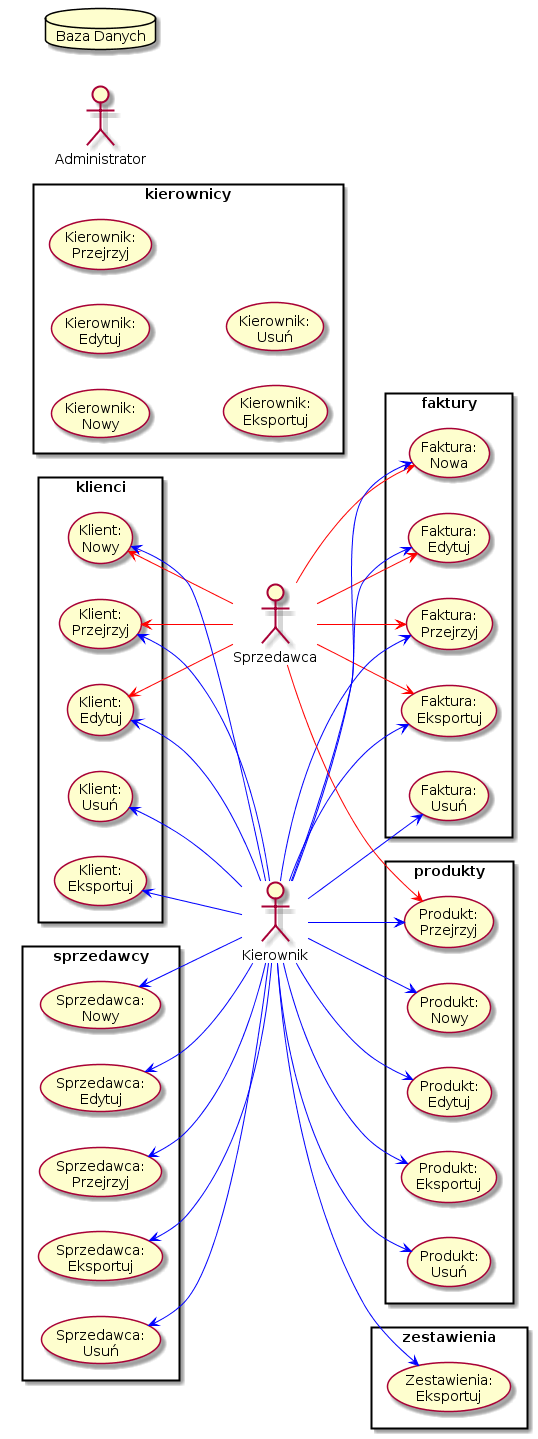 Baza Danych
Administrator
kierownicy
Kierownik:
Przejrzyj
Kierownik:
Edytuj
Kierownik:
Usuń
Kierownik:
Nowy
Kierownik:
Eksportuj
klienci
Klient:
Nowy
Klient:
Przejrzyj
Klient:
Edytuj
Klient:
Usuń
Klient:
Eksportuj
Sprzedawca
faktury
Faktura:
Nowa
Faktura:
Edytuj
Faktura:
Przejrzyj
Faktura:
Eksportuj
Faktura:
Usuń
Kierownik
produkty
Produkt:
Przejrzyj
Produkt:
Nowy
Produkt:
Edytuj
Produkt:
Eksportuj
Produkt:
Usuń
sprzedawcy
Sprzedawca:
Nowy
Sprzedawca:
Edytuj
Sprzedawca:
Przejrzyj
Sprzedawca:
Eksportuj
Sprzedawca:
Usuń
zestawienia
Zestawienia:
Eksportuj